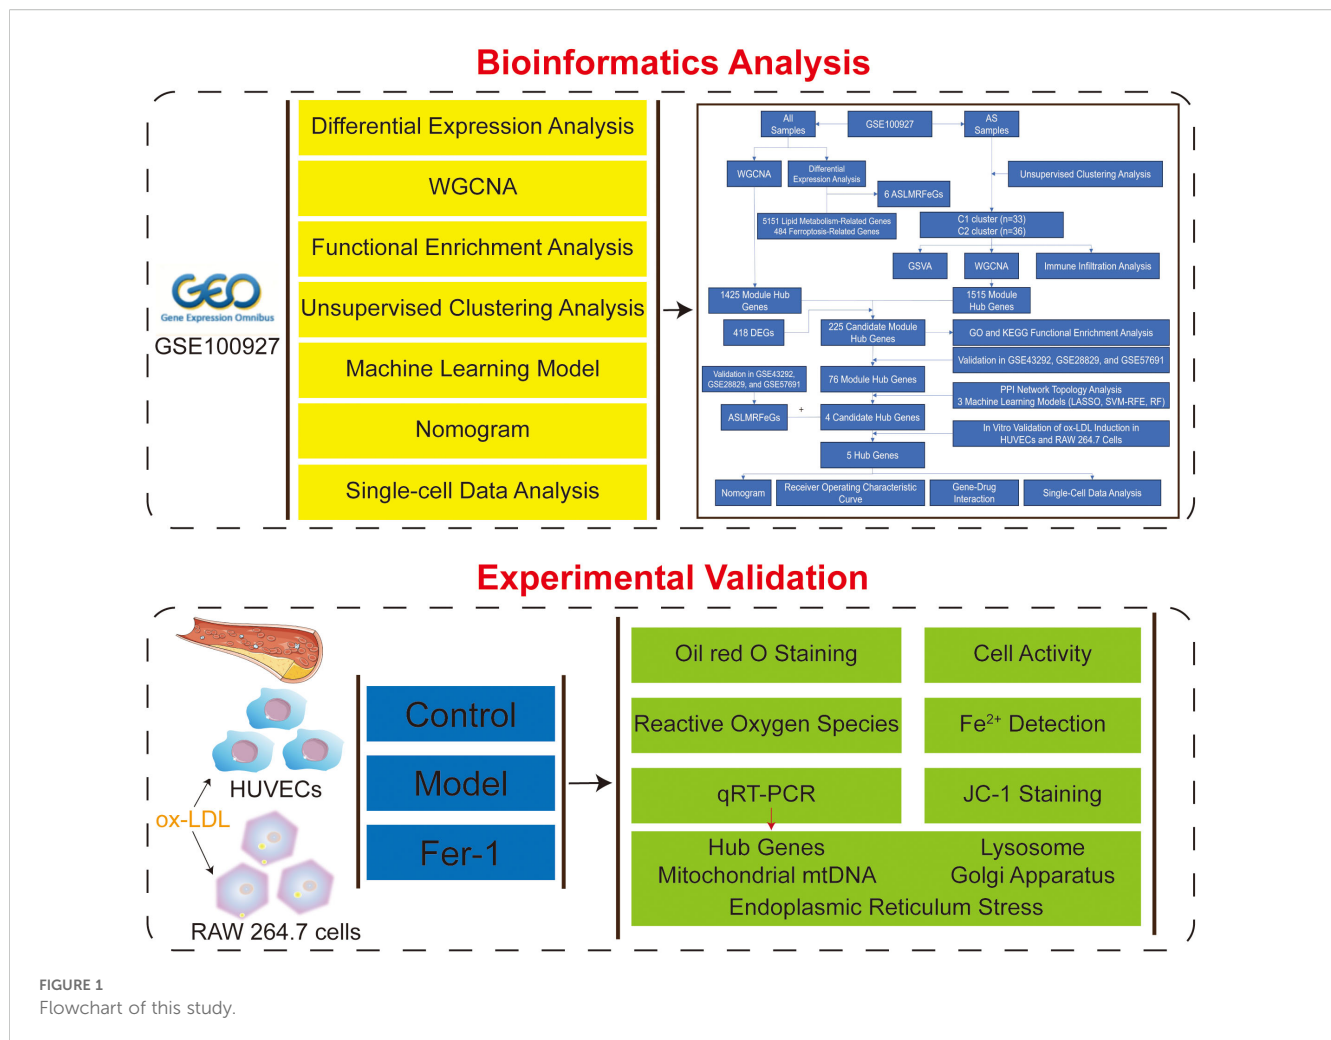 Bioinformatics Analysis
GEO
Gene Expression Omnibus
GSE100927
Differential Expression Analysis
WGCNA
Functional Enrichment Analysis
Unsupervised Clustering Analysis
Machine Learning Model
Nomogram
Single-cell Data Analysis
All
Samples
GSE100927
AS
Samples
WGCNA
Differential
Expression Analysis
Unsupervised Clustering Analysis
6 ASLMRFeGs
5151 Lipid Metabolism-Related Genes
484 Ferroptosis-Related Genes
C1 cluster (n=33)
C2 cluster (n=36)
GSVA
WGCNA
Immune Infiltration Analysis
1425 Module Hub
Genes
1515 Module
Hub Genes
418 DEGs
225 Candidate Module
Hub Genes
GO and KEGG Functional Enrichment Analysis
Validation in GSE43292, GSE28829, and GSE57691
Validation in GSE43292,
GSE28829, and GSE57691
76 Module Hub Genes
PPI Network Topology Analysis
3 Machine Learning Models (LASSO, SVM-RFE, RF)
ASLMRFeGs
+
4 Candidate Hub Genes
In Vitro Validation of ox-LDL Induction in
HUVECs and RAW 264.7 Cells
5 Hub Genes
Nomogram
Receiver Operating Characteristic
Curve
Gene-Drug
Interaction
Single-Cell Data Analysis
Experimental Validation
HUVECs
ox-LDL
RAW 264.7 cells
Control
Model
Fer-1
Oil red O Staining
Cell Activity
Reactive Oxygen Species
Fe²⁺ Detection
qRT-PCR
JC-1 Staining
Hub Genes
Lysosome
Mitochondrial mtDNA
Golgi Apparatus
Endoplasmic Reticulum Stress
FIGURE 1
Flowchart of this study.